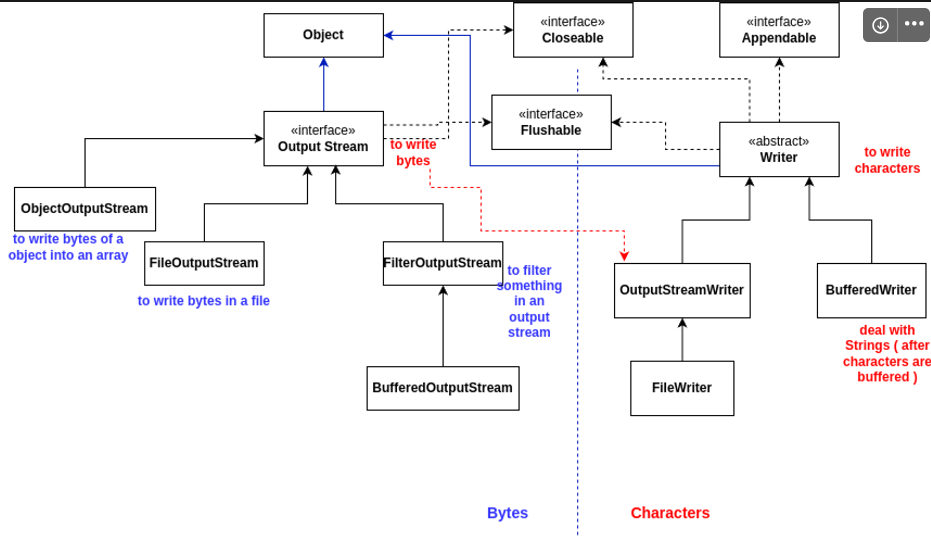 Object
«interface»
Closeable
«interface»
Appendable
«interface»
Output Stream
to write
bytes
«interface»
Flushable
«abstract»
Writer
to write
characters
ObjectOutputStream
to write bytes of a
object into an array
FileOutputStream
to write bytes in a file
FilterOutputStream
to filter
something
in an
output
stream
OutputStreamWriter
BufferedWriter
deal with
Strings ( after
characters are
buffered )
BufferedOutputStream
FileWriter
Bytes
Characters